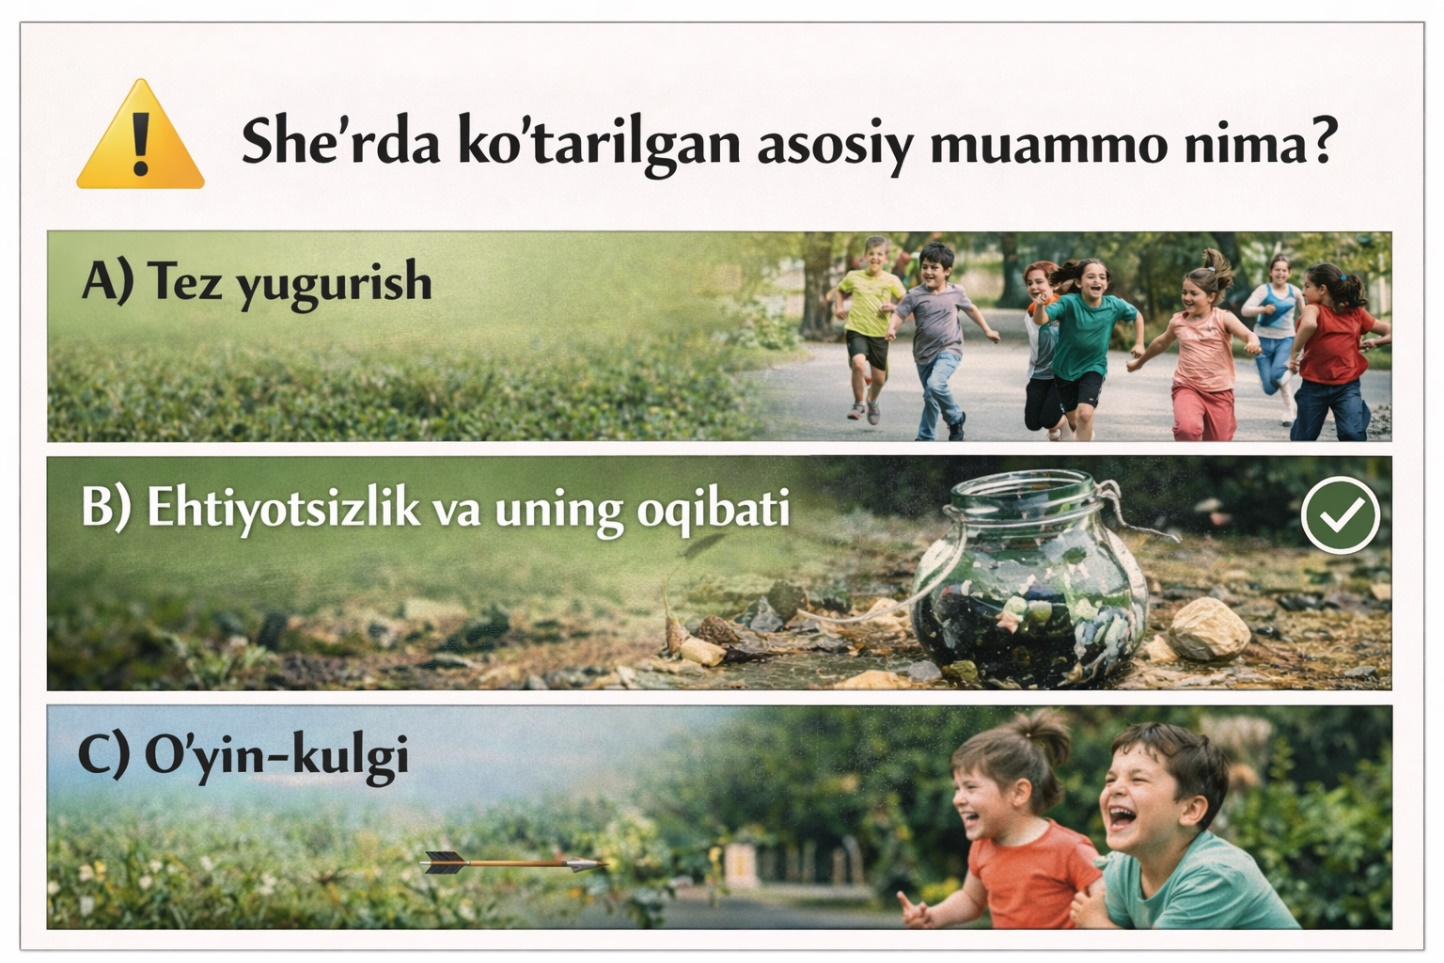 She'rda ko'tarilgan asosiy muammo nima?
A) Tez yugurish
B) Ehtiyotsizlik va uning oqibati
C) O'yin-kulgi